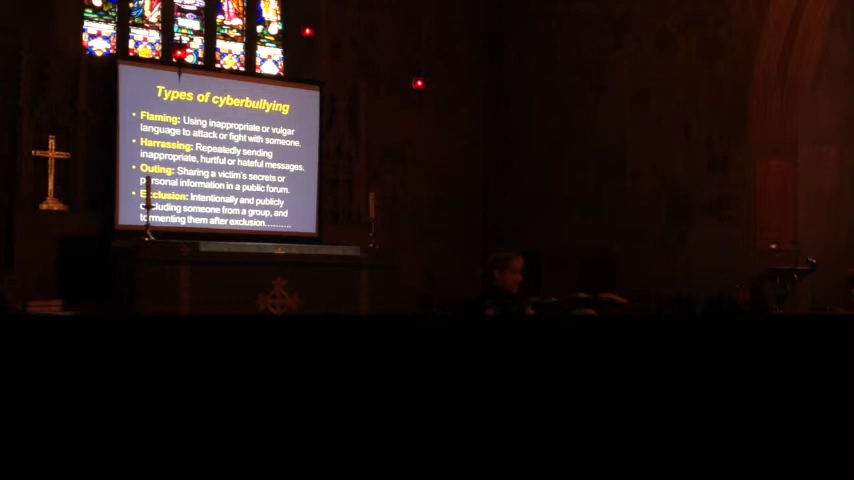 Types of cyberbullying
• Flaming: Using inappropriate or vulgar
language to attack or fight with someone.
• Harrassing: Repeatedly sending
inappropriate, hurtful or hateful messages.
• Outing: Sharing a victim's secrets or
personal information in a public forum.
• Exclusion: Intentionally and publicly
excluding someone from a group, and
tormenting them after exclusion..........